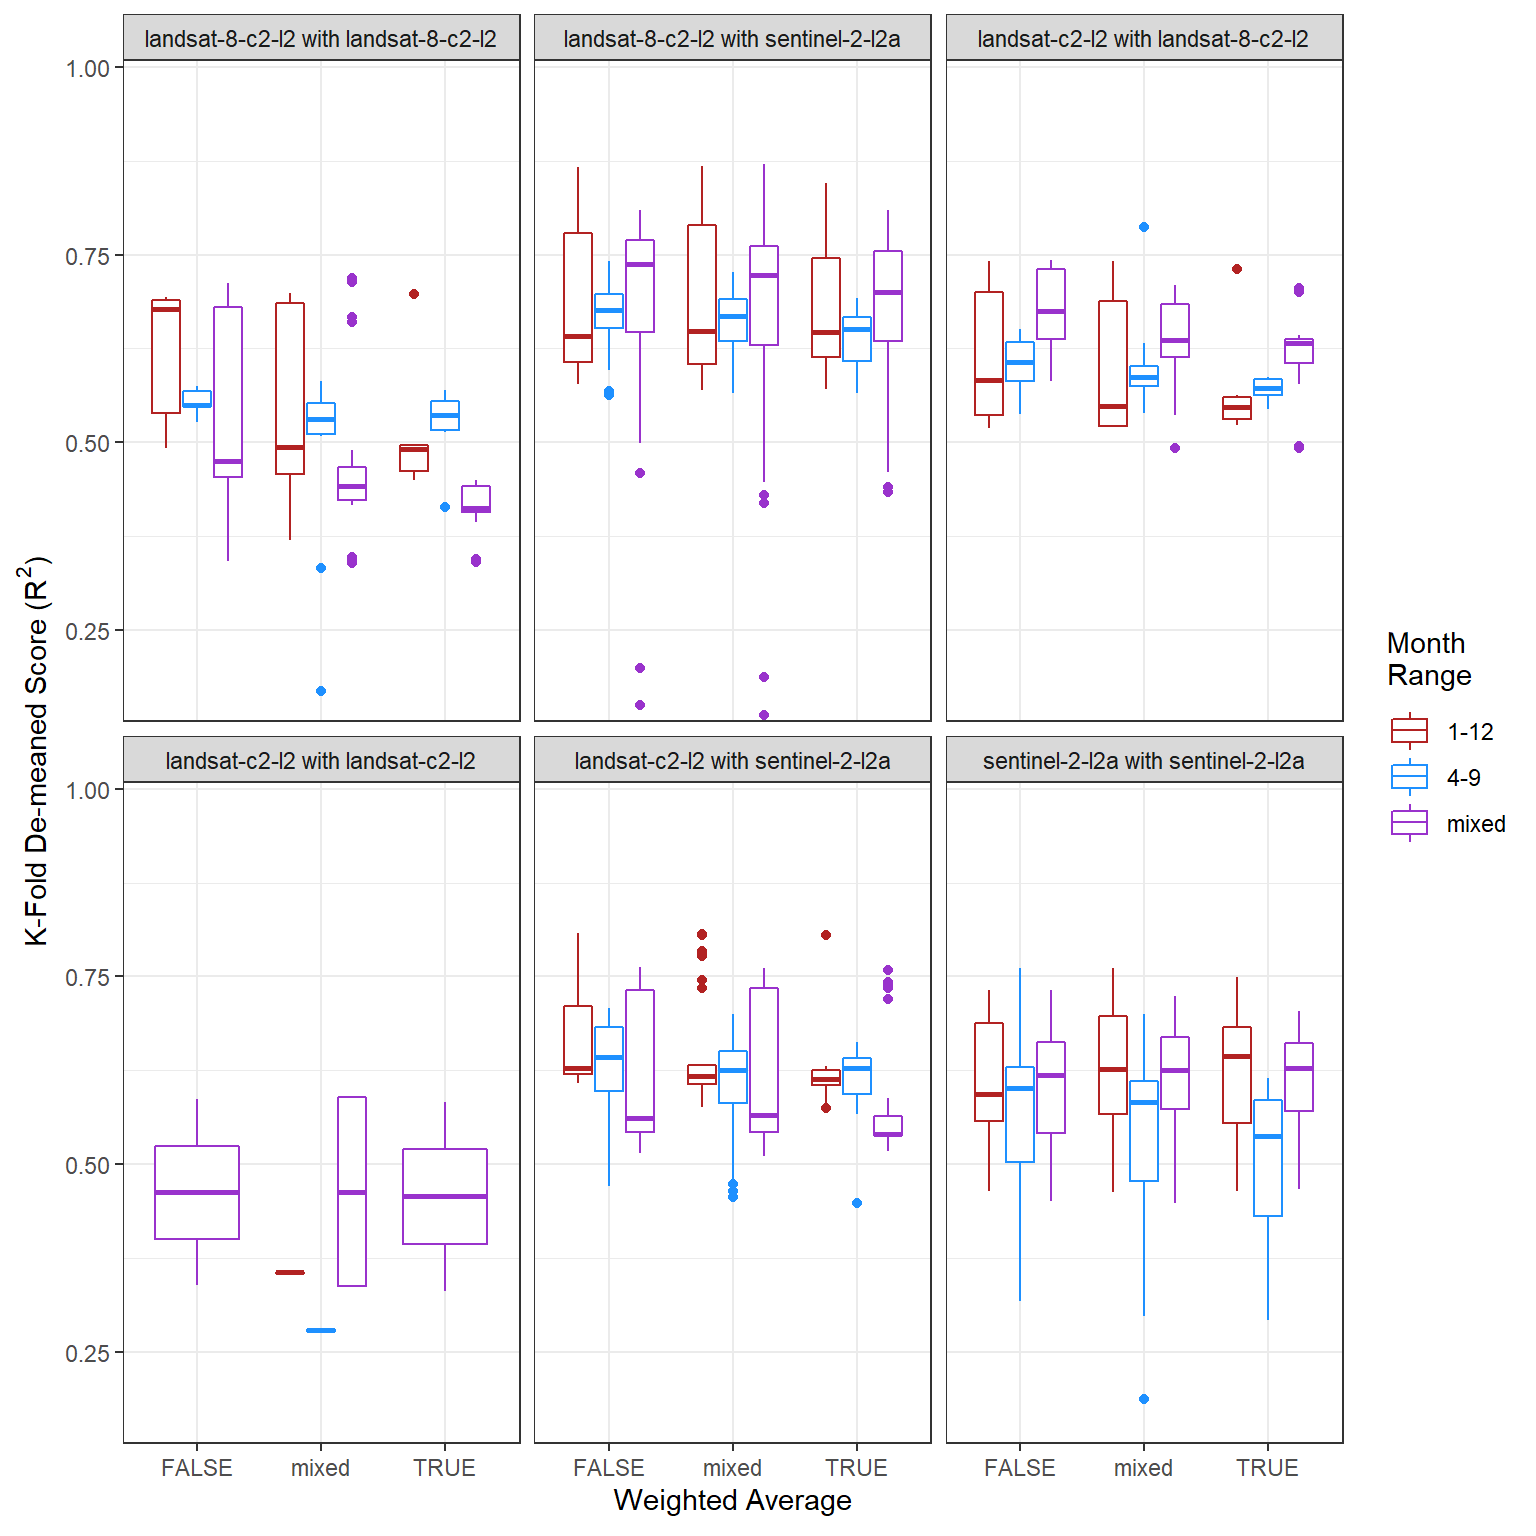 landsat-8-c2-l2 with landsat-8-c2-l2
landsat-8-c2-l2 with sentinel-2-l2a
landsat-c2-l2 with landsat-8-c2-l2
1.00
0.75
0.50
0.25
landsat-c2-l2 with landsat-c2-l2
landsat-c2-l2 with sentinel-2-l2a
sentinel-2-l2a with sentinel-2-l2a
1.00
0.75
0.50
0.25
FALSE mixed TRUE
FALSE mixed TRUE
FALSE mixed TRUE
Weighted Average
K-Fold De-meaned Score (R²)
Month
Range
1-12
4-9
mixed